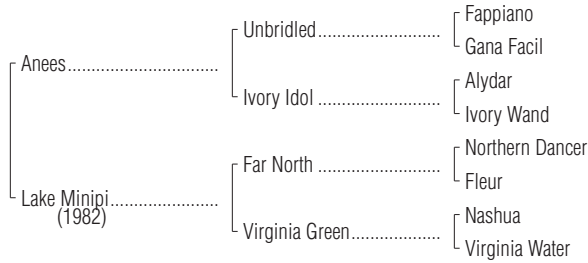 Fappiano
Unbridled
Gana Facil
Anees
Alydar
Ivory Idol
Ivory Wand
Northern Dancer
Far North
Fleur
Lake Minipi
(1982)
Nashua
Virginia Green
Virginia Water